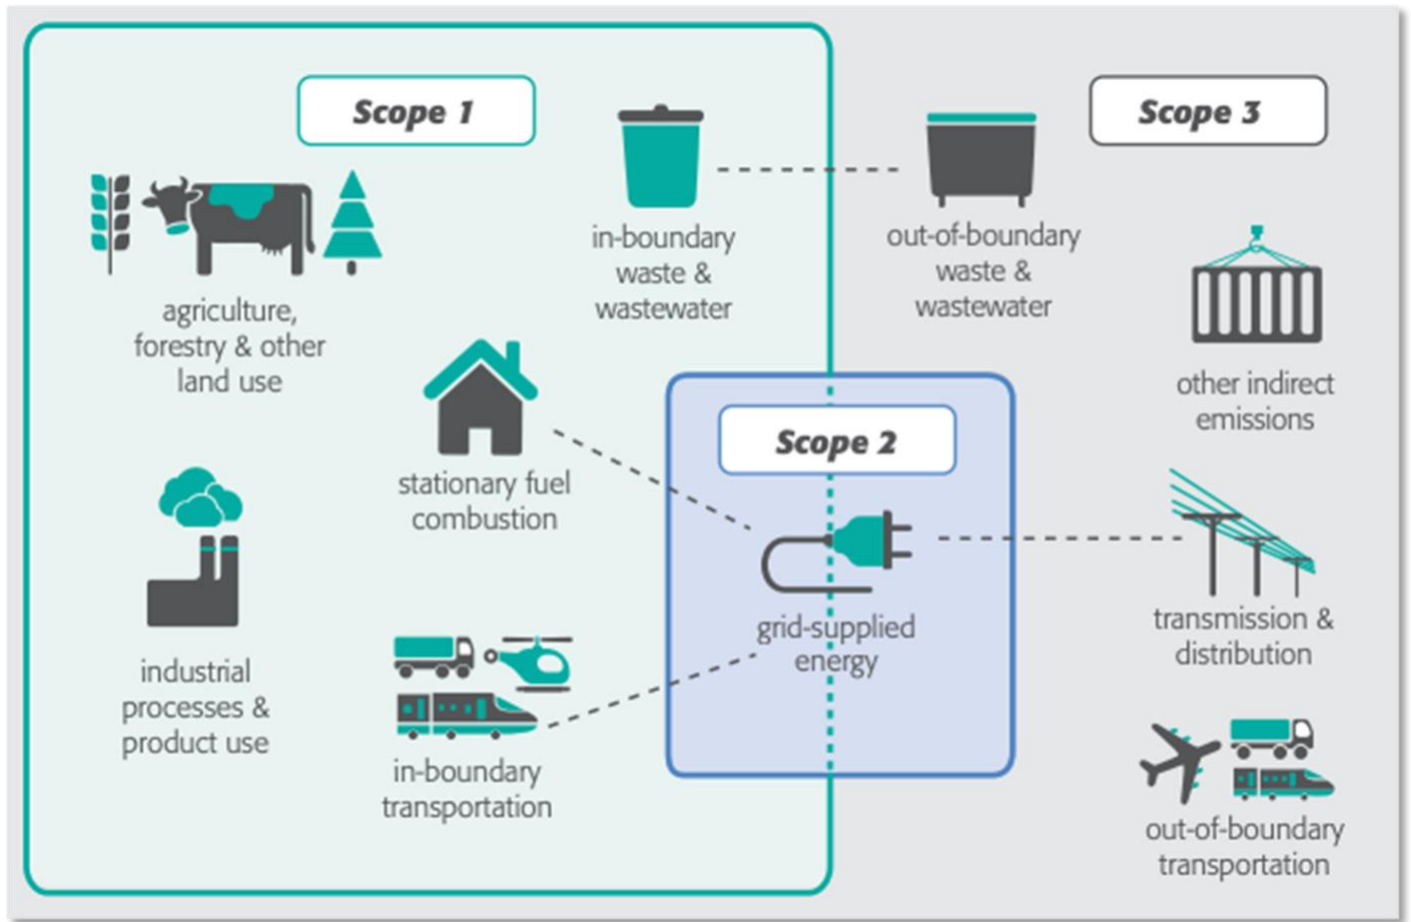 Scope 1
Scope 3
in-boundary
waste &
wastewater
out-of-boundary
waste &
wastewater
agriculture,
forestry & other
land use
other indirect
emissions
Scope 2
stationary fuel
combustion
grid-supplied
energy
transmission &
distribution
industrial
processes &
product use
in-boundary
transportation
out-of-boundary
transportation